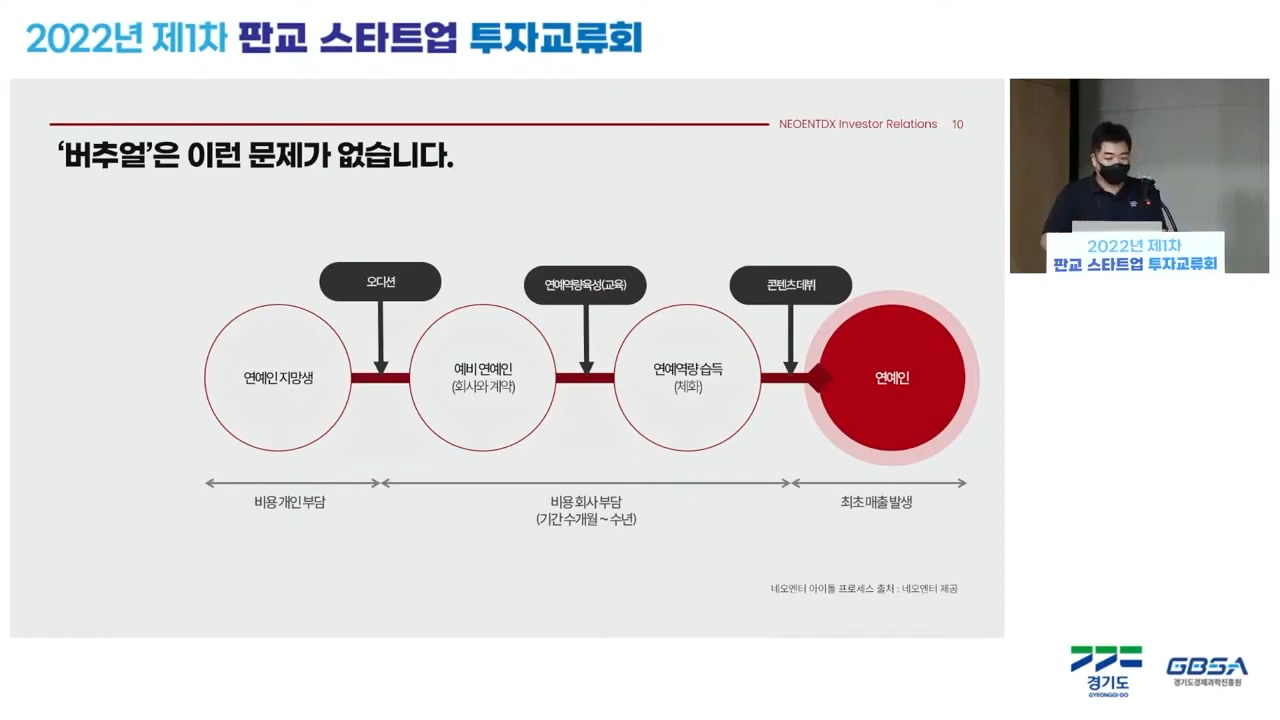 2022년 제1차 판교 스타트업 투자교류회
NEOENTDX Investor Relations 10
‘버추얼’은 이런 문제가 없습니다.
오디션
연예역량육성(교육)
콘텐츠 데뷔
연예인 지망생
예비 연예인
(회사와 계약)
연예역량 습득
(체화)
연예인
비용 개인 부담
비용 회사 부담
(기간 수개월 ~ 수년)
최초 매출 발생
네오엔터 아이돌 프로세스 출처 : 네오엔터 제공
2022년 제1차
판교 스타트업 투자교류회
경기도
GYEONGGI-DO
GBSA
경기도경제과학진흥원